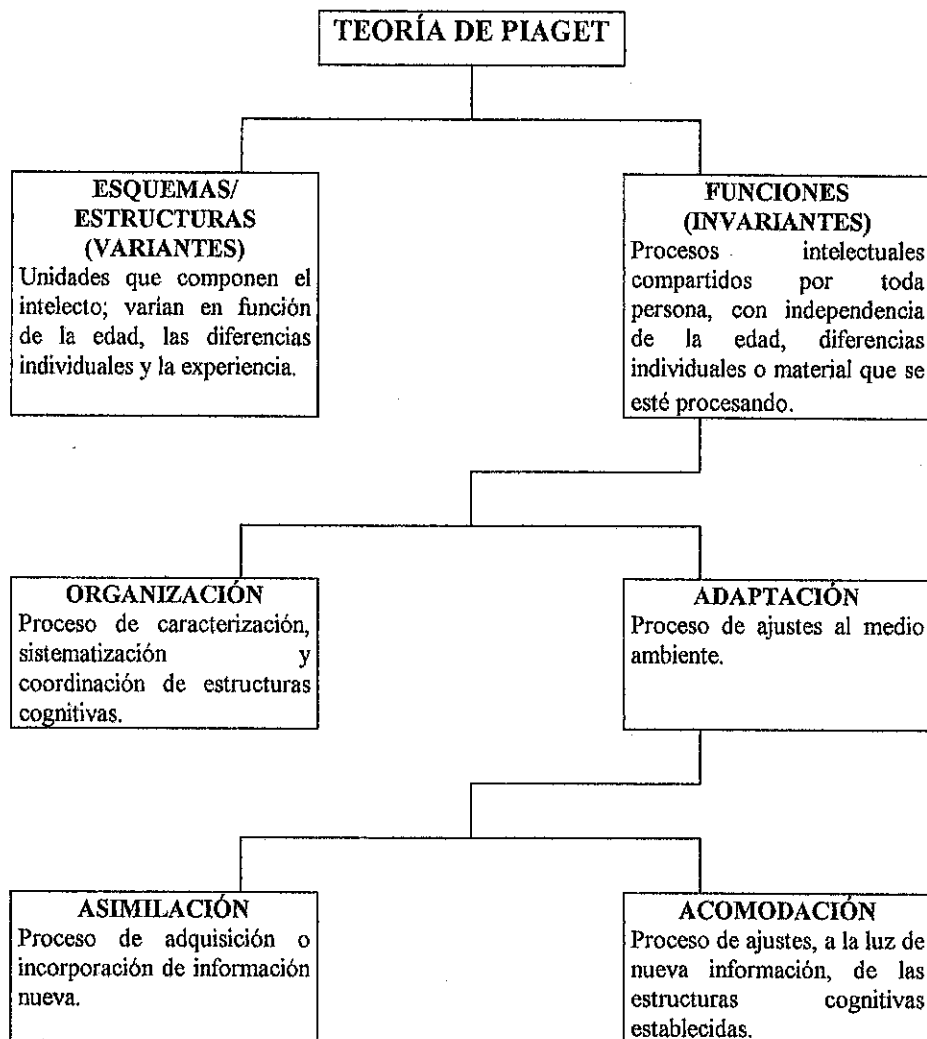 TEORÍA DE PIAGET
ESQUEMAS/
ESTRUCTURAS
(VARIANTES)
Unidades que componen el
intelecto; varían en función
de la edad, las diferencias
individuales y la experiencia.
FUNCIONES
(INVARIANTES)
Procesos intelectuales
compartidos por toda
persona, con independencia
de la edad, diferencias
individuales o material que se
esté procesando.
ORGANIZACIÓN
Proceso de caracterización,
sistematización y
coordinación de estructuras
cognitivas.
ADAPTACIÓN
Proceso de ajustes al medio
ambiente.
ASIMILACIÓN
Proceso de adquisición o
incorporación de información
nueva.
ACOMODACIÓN
Proceso de ajustes, a la luz de
nueva información, de las
estructuras cognitivas
establecidas.